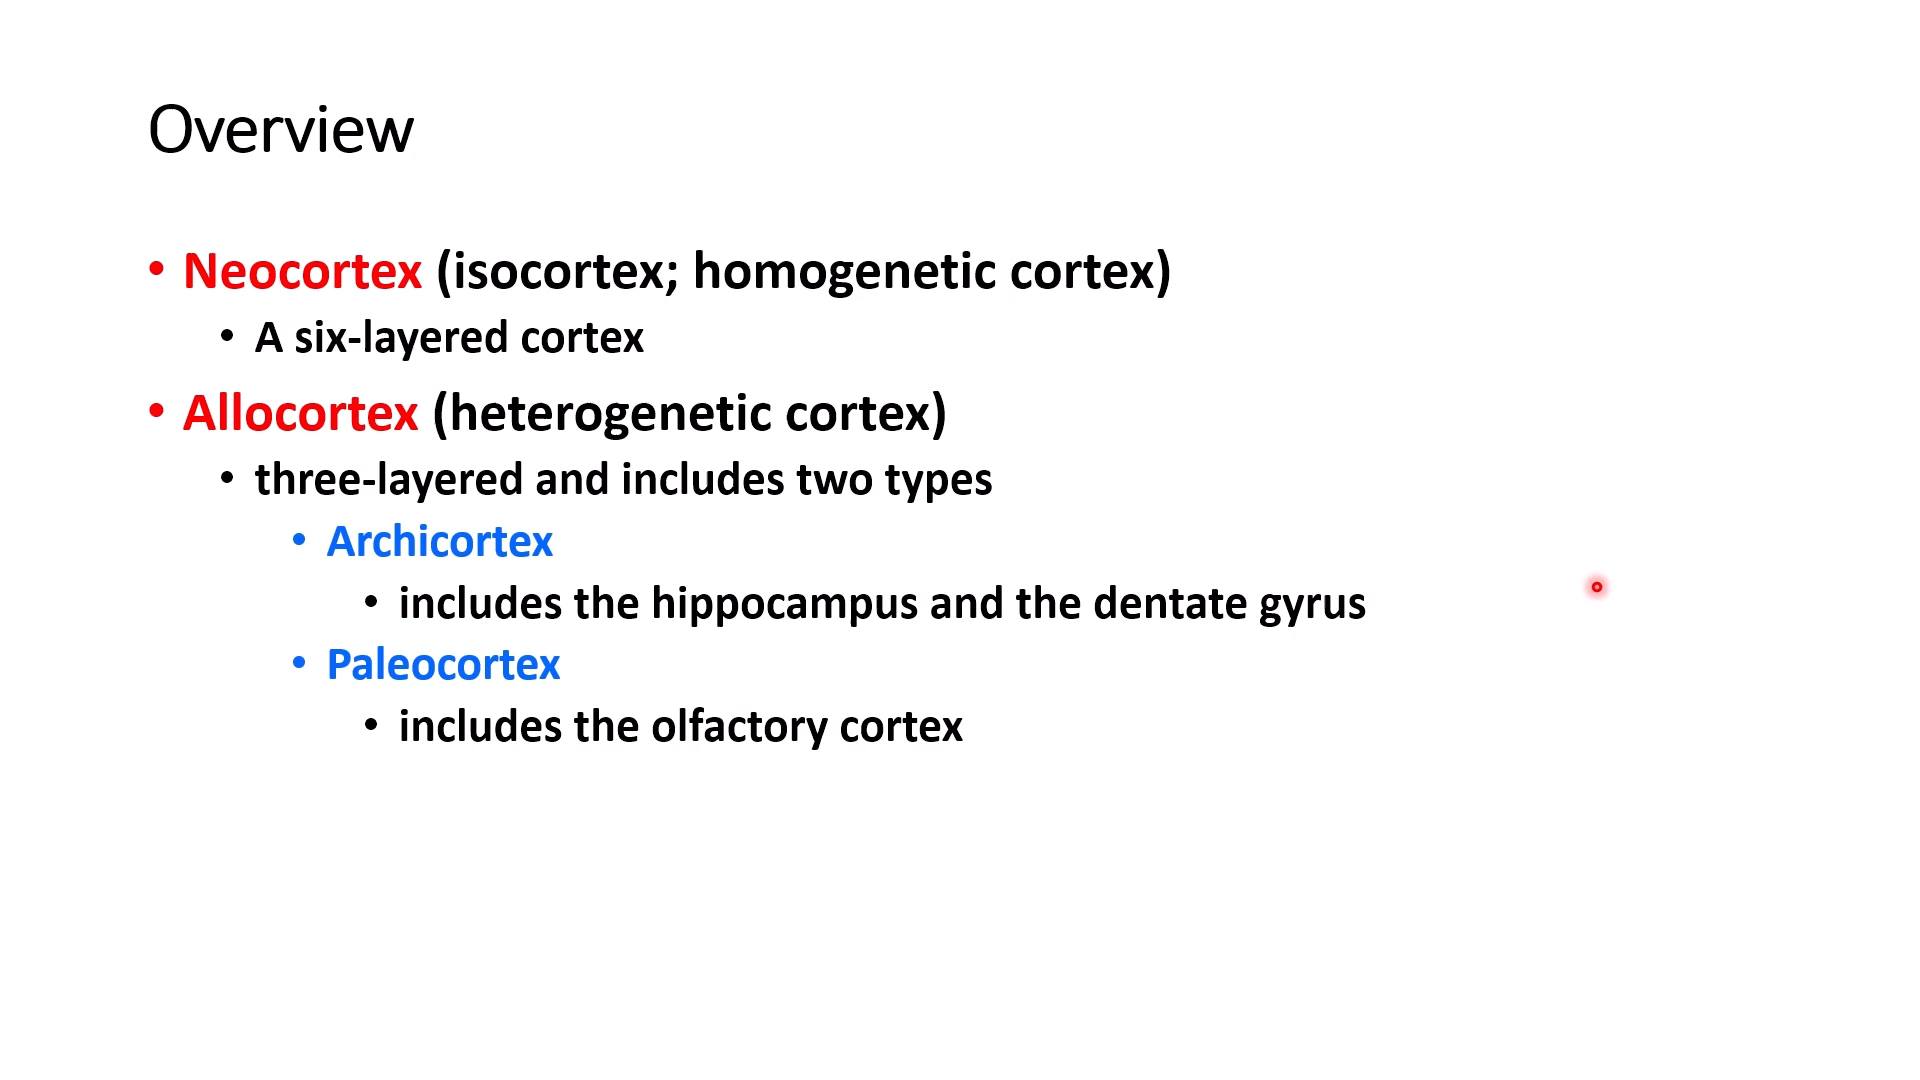 Overview
• Neocortex (isocortex; homogenetic cortex)
• A six-layered cortex
• Allocortex (heterogenetic cortex)
• three-layered and includes two types
• Archicortex
• includes the hippocampus and the dentate gyrus
• Paleocortex
• includes the olfactory cortex